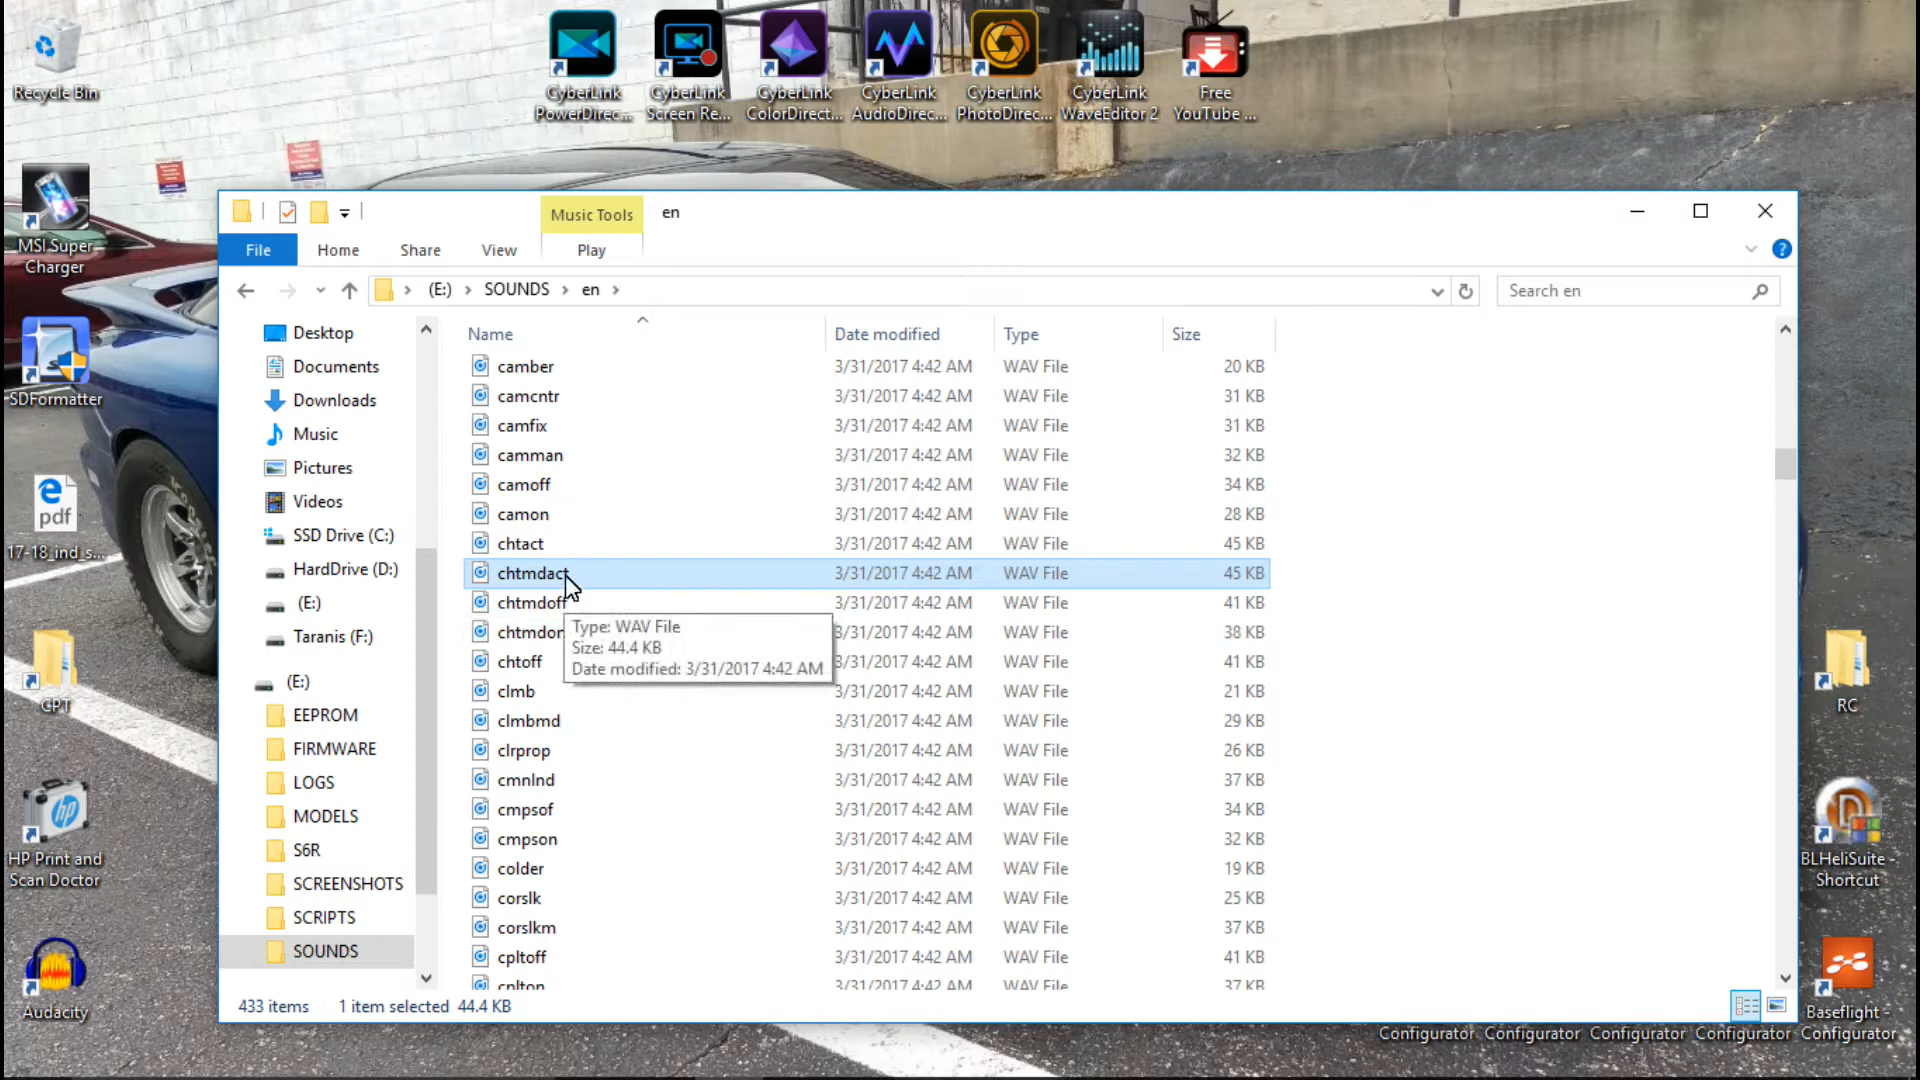 Recycle Bin
CyberLink
PowerDirec...
CyberLink
Screen Re...
CyberLink
ColorDirect...
CyberLink
AudioDirec...
CyberLink
PhotoDirec...
CyberLink
WaveEditor 2
Free
YouTube ...
MSI Super
Charger
SDFormatter
pdf
17-18_ind_s...
CPT
HP Print and
Scan Doctor
Audacity
Music Tools
en
File
Home
Share
View
Play
(E:)
SOUNDS
en
Search en
Desktop
Documents
Downloads
Music
Pictures
Videos
SSD Drive (C:)
HardDrive (D:)
(E:)
Taranis (F:)
(E:)
EEPROM
FIRMWARE
LOGS
MODELS
S6R
SCREENSHOTS
SCRIPTS
SOUNDS
Name Date modified Type Size
camber 3/31/2017 4:42 AM WAV File 20 KB
camcntr 3/31/2017 4:42 AM WAV File 31 KB
camfix 3/31/2017 4:42 AM WAV File 31 KB
camman 3/31/2017 4:42 AM WAV File 32 KB
camoff 3/31/2017 4:42 AM WAV File 34 KB
camon 3/31/2017 4:42 AM WAV File 28 KB
chtact 3/31/2017 4:42 AM WAV File 45 KB
chtmdact 3/31/2017 4:42 AM WAV File 45 KB
chtmdoff 3/31/2017 4:42 AM WAV File 41 KB
chtmdon 3/31/2017 4:42 AM WAV File 38 KB
chtoff 3/31/2017 4:42 AM WAV File 41 KB
clmb 3/31/2017 4:42 AM WAV File 21 KB
clmbmd 3/31/2017 4:42 AM WAV File 29 KB
clrprop 3/31/2017 4:42 AM WAV File 26 KB
cmnlnd 3/31/2017 4:42 AM WAV File 37 KB
cmpsof 3/31/2017 4:42 AM WAV File 34 KB
cmpson 3/31/2017 4:42 AM WAV File 32 KB
colder 3/31/2017 4:42 AM WAV File 19 KB
corslk 3/31/2017 4:42 AM WAV File 25 KB
corslkm 3/31/2017 4:42 AM WAV File 37 KB
cpltoff 3/31/2017 4:42 AM WAV File 41 KB
cplton 3/31/2017 4:42 AM WAV File 37 KB
Type: WAV File
Size: 44.4 KB
Date modified: 3/31/2017 4:42 AM
433 items 1 item selected 44.4 KB
RC
BLHeliSuite -
Shortcut
Baseflight -
Configurator Configurator Configurator Configurator Configurator